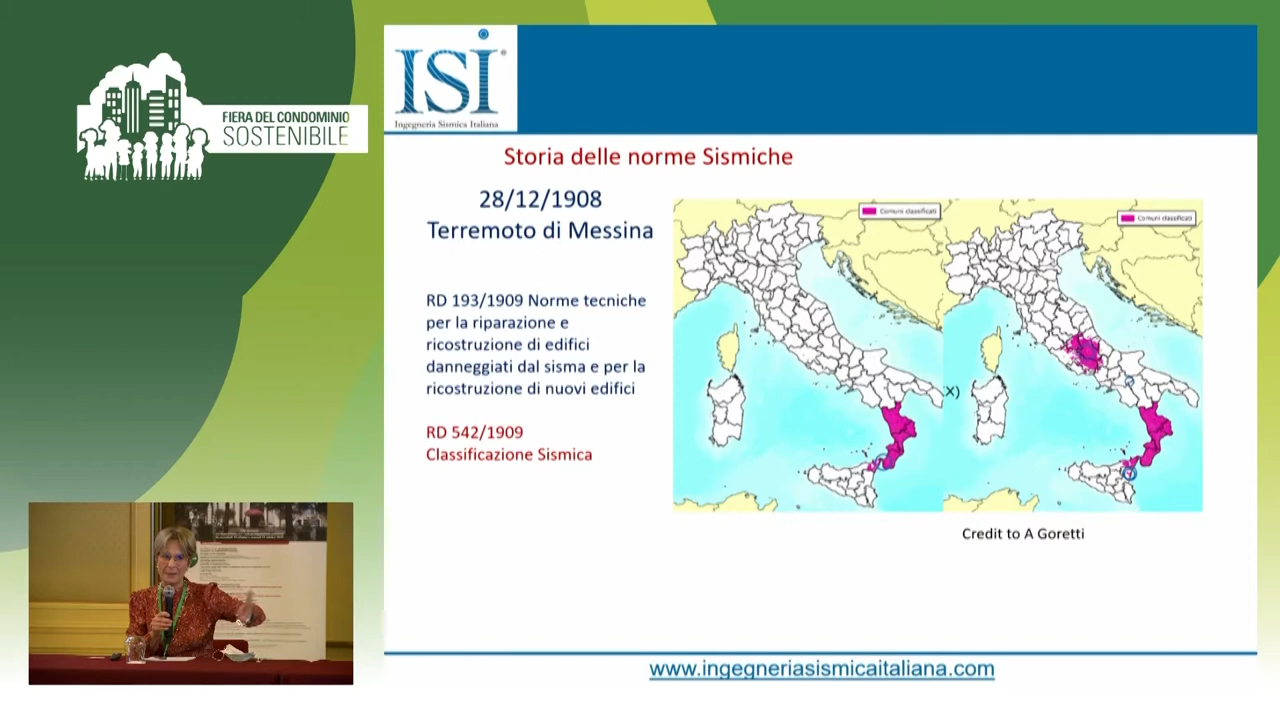 FIERA DEL CONDOMINIO
SOSTENIBILE
ISI
®
Ingegneria Sismica Italiana
Storia delle norme Sismiche
28/12/1908
Terremoto di Messina
RD 193/1909 Norme tecniche
per la riparazione e
ricostruzione di edifici
danneggiati dal sisma e per la
ricostruzione di nuovi edifici
RD 542/1909
Classificazione Sismica
Comuni classificati
Comuni classificati
X)
Credit to A Goretti
www.ingegneriasismicaitaliana.com